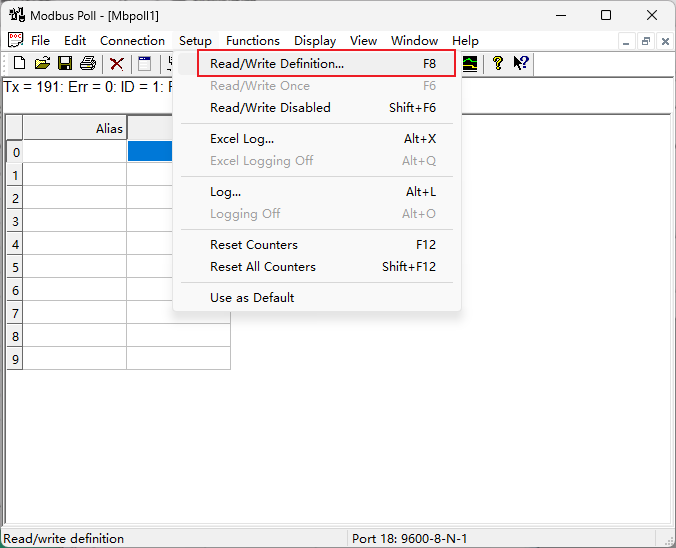 Modbus Poll - [Mbpoll1]
File Edit Connection Setup Functions Display View Window Help
Tx = 191: Err = 0: ID = 1:
Read/Write Definition... F8
Read/Write Once F6
Read/Write Disabled Shift+F6
Excel Log... Alt+X
Excel Logging Off Alt+Q
Log... Alt+L
Logging Off Alt+O
Reset Counters F12
Reset All Counters Shift+F12
Use as Default
Alias
0
1
2
3
4
5
6
7
8
9
Read/write definition Port 18: 9600-8-N-1